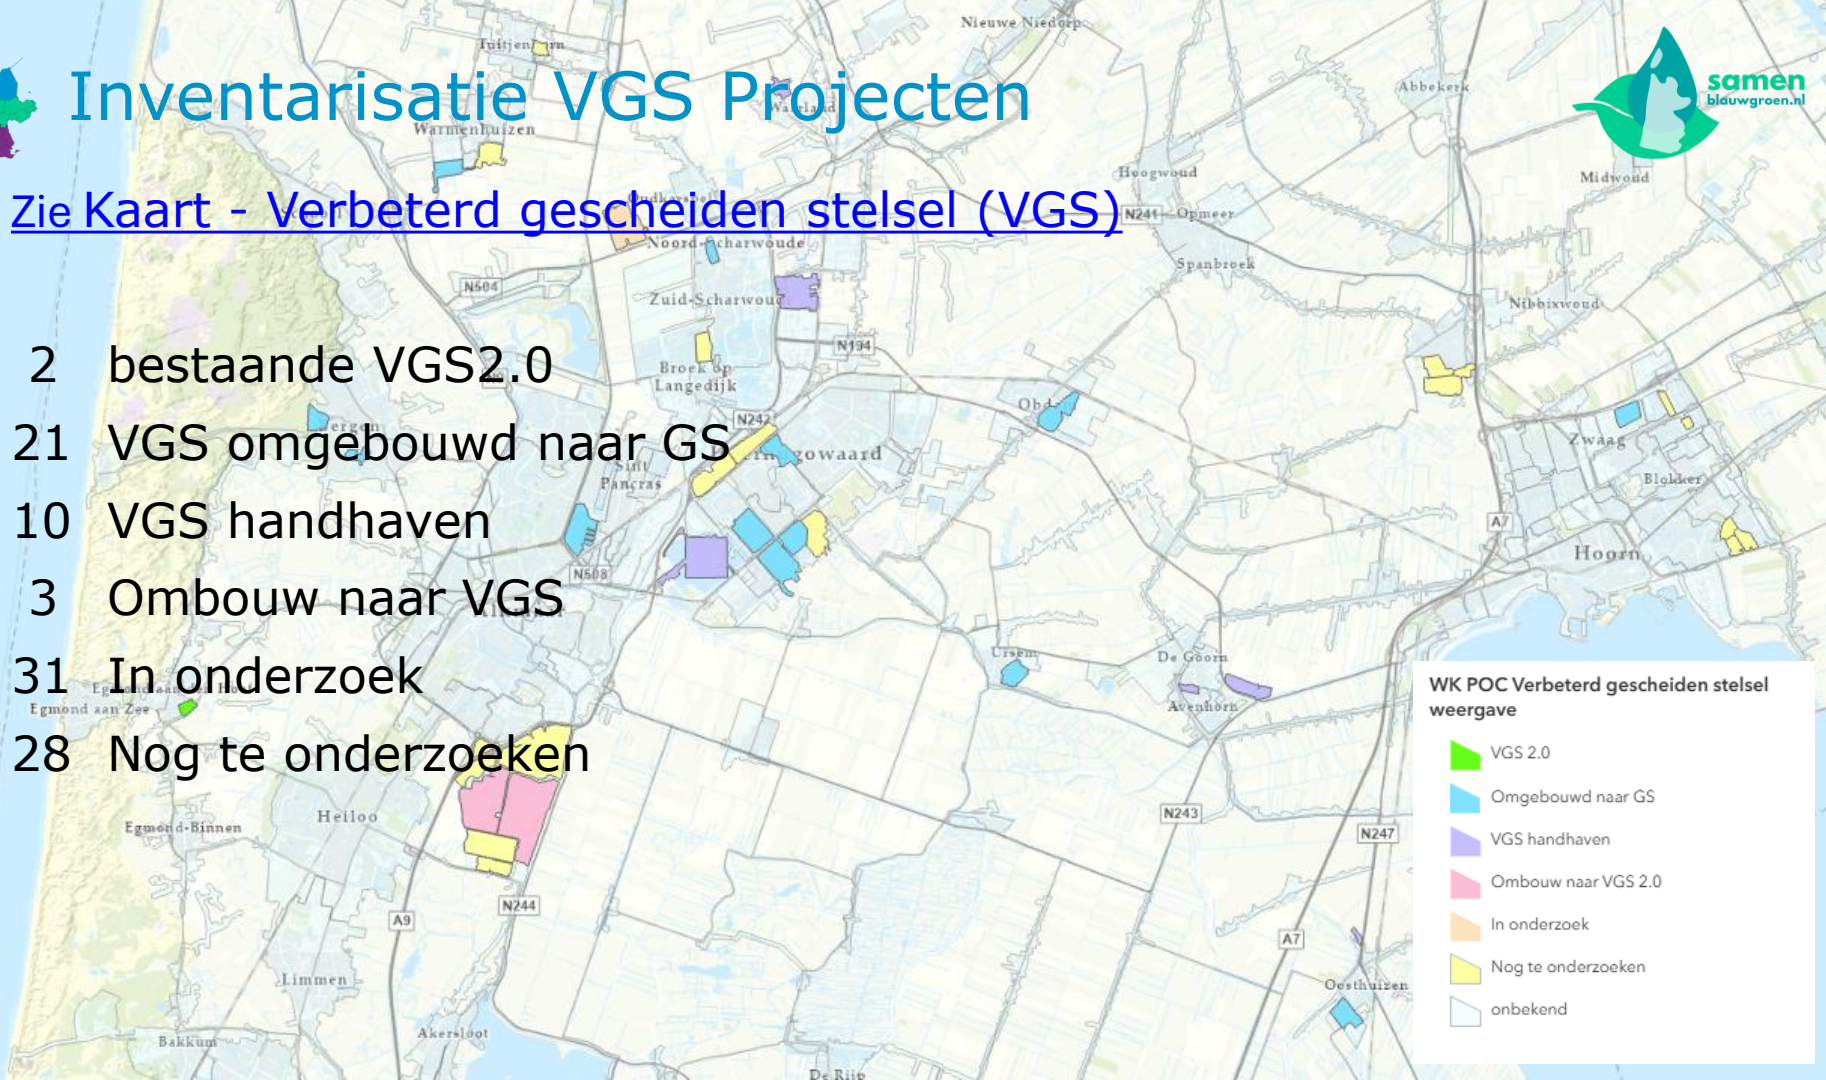 Inventarisatie VGS Projecten
samen
blauwgroen.nl
Zie Kaart - Verbeterd gescheiden stelsel (VGS)
2 bestaande VGS2.0
21 VGS omgebouwd naar GS
10 VGS handhaven
3 Ombouw naar VGS
31 In onderzoek
28 Nog te onderzoeken
Nieuwe Niedorp
Abbekerk
Warmenhuizen
Hoogwoud
Midwoud
N241
Opmeer
Noord-Scharwoude
Spanbroek
N504
Zuid-Scharwoude
Nibbixwoud
N194
Broek op
Langedijk
Obdam
N242
Zwaag
Sint
Pancras
Blokker
A7
Hoorn
N508
Ursem
De Goorn
Egmond aan Zee
Avenhorn
Heiloo
Egmond-Binnen
N243
N247
N244
A9
A7
Limmen
Oosthuizen
Akersloot
Bakkum
De Rijp
WK POC Verbeterd gescheiden stelsel
weergave
VGS 2.0
Omgebouwd naar GS
VGS handhaven
Ombouw naar VGS 2.0
In onderzoek
Nog te onderzoeken
onbekend